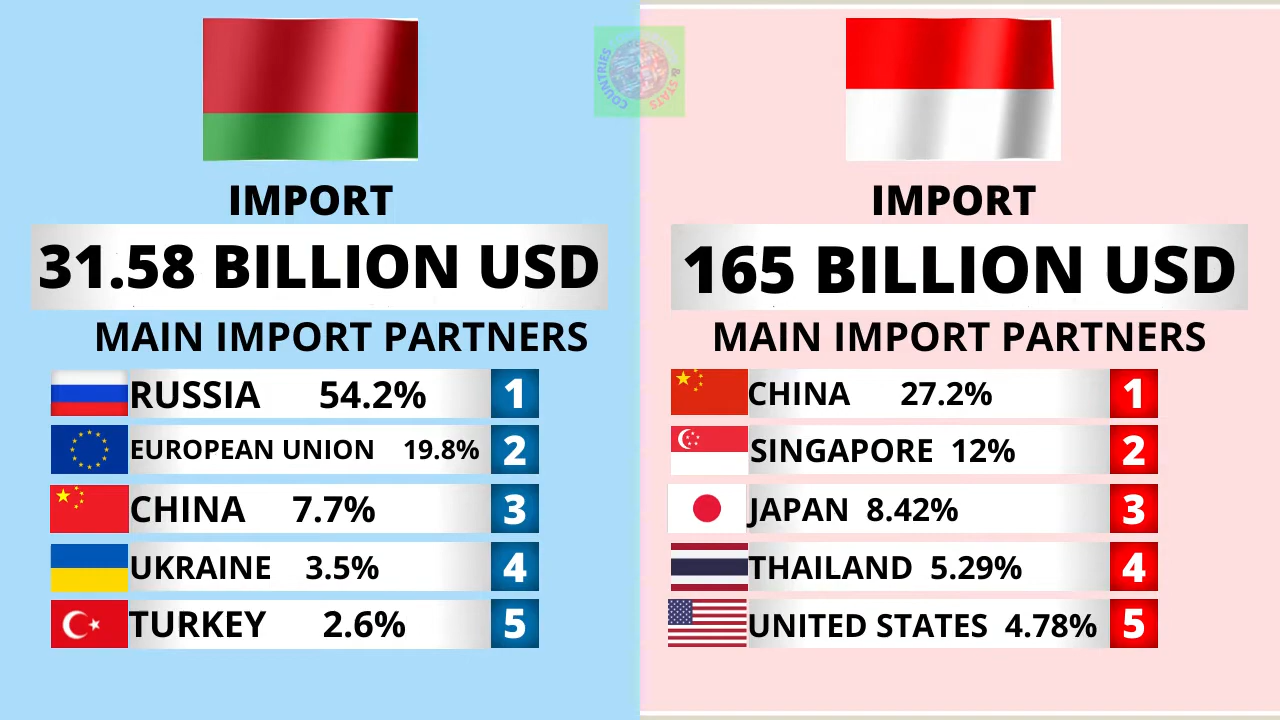 COUNTRIES & STATS
IMPORT
31.58 BILLION USD
MAIN IMPORT PARTNERS
RUSSIA 54.2% 1
EUROPEAN UNION 19.8% 2
CHINA 7.7% 3
UKRAINE 3.5% 4
TURKEY 2.6% 5
IMPORT
165 BILLION USD
MAIN IMPORT PARTNERS
CHINA 27.2% 1
SINGAPORE 12% 2
JAPAN 8.42% 3
THAILAND 5.29% 4
UNITED STATES 4.78% 5